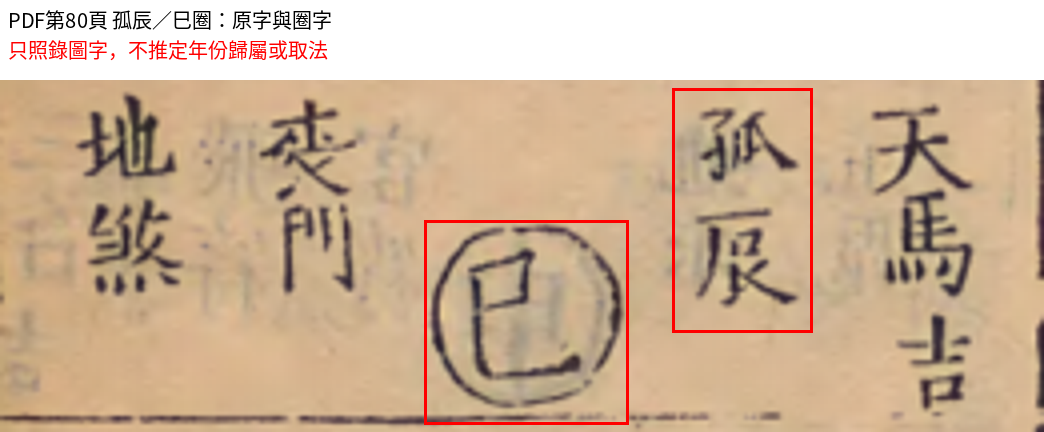 PDF第80頁 孤辰／巳圈：原字與圈字
只照錄圖字，不推定年份歸屬或取法
天馬吉
孤辰
巳
喪門
地煞